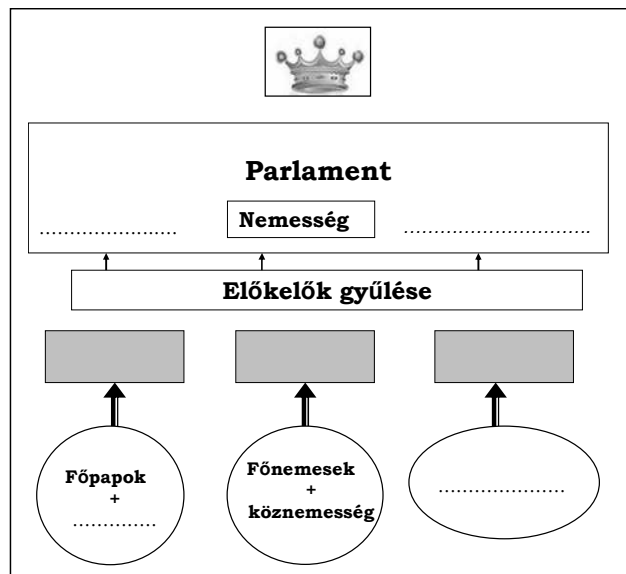 Parlament
..................... Nemesség ..............................
Előkelők gyűlése
Főpapok
+
..............
Főnemesek
+
köznemesség
.....................